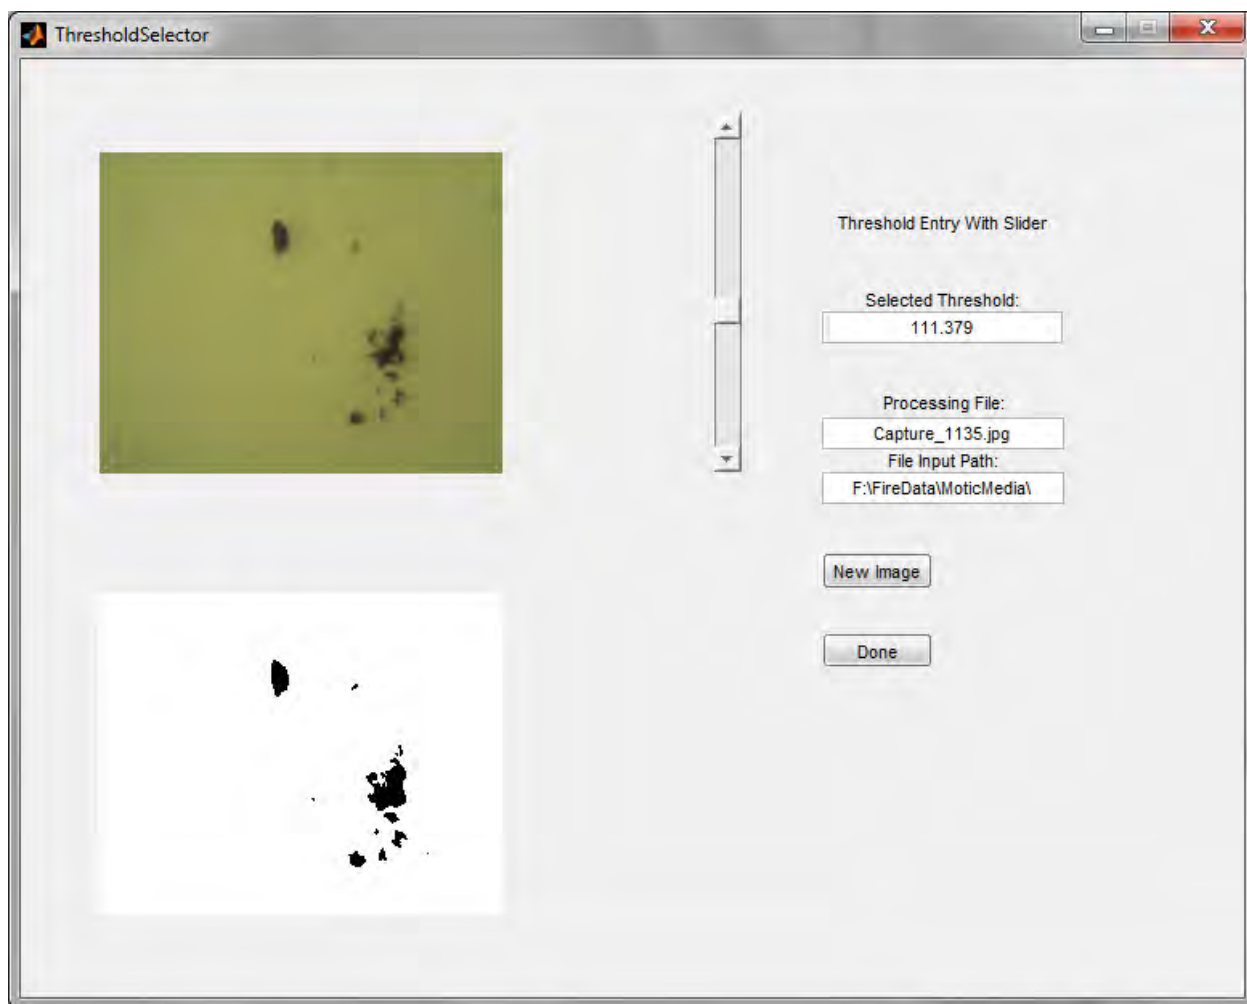 ThresholdSelector
Threshold Entry With Slider
Selected Threshold:
111.379
Processing File:
Capture_1135.jpg
File Input Path:
F:\FireData\MoticMedia\
New Image
Done